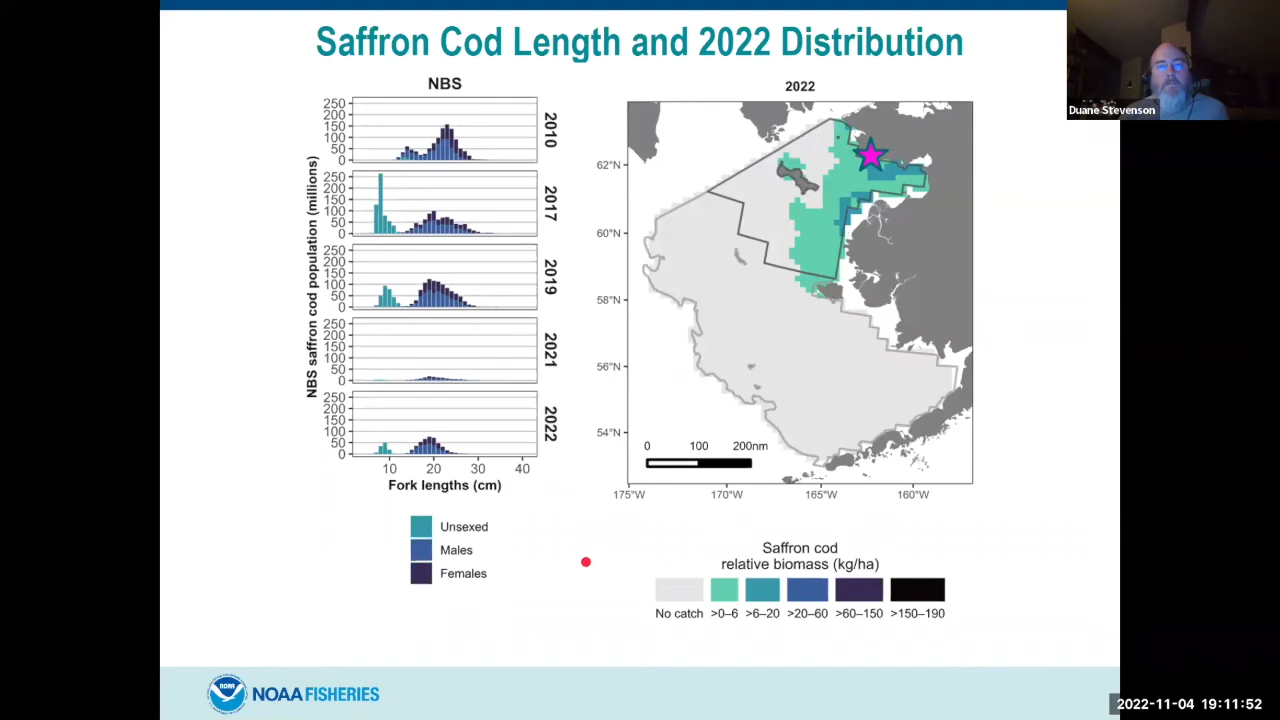 Saffron Cod Length and 2022 Distribution
Duane Stevenson
NBS
NBS saffron cod population (millions)
250
200
150
100
50
0
2010
250
200
150
100
50
0
2017
250
200
150
100
50
0
2019
250
200
150
100
50
0
2021
250
200
150
100
50
0
2022
10 20 30 40
Fork lengths (cm)
Unsexed
Males
Females
2022
62°N
60°N
58°N
56°N
54°N
0 100 200nm
175°W 170°W 165°W 160°W
Saffron cod
relative biomass (kg/ha)
No catch >0–6 >6–20 >20–60 >60–150 >150–190
NOAA
NOAA FISHERIES
2022-11-04 19:11:52